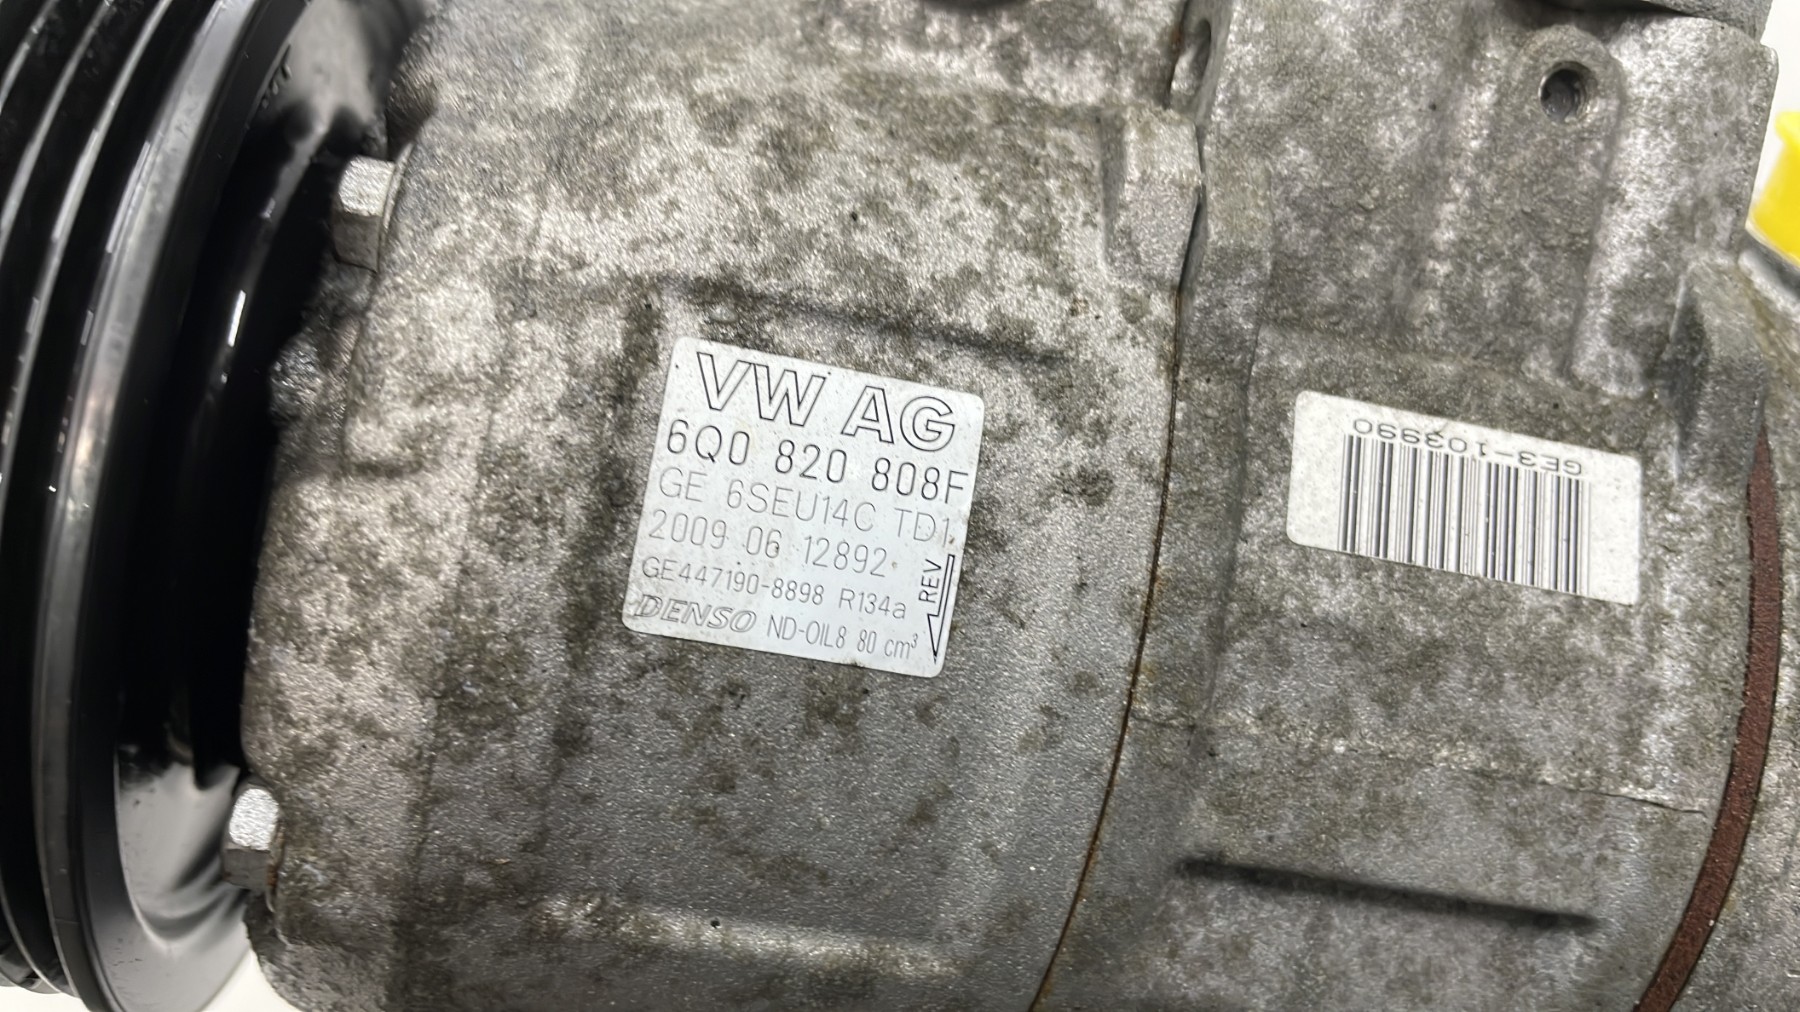 VW AG
6Q0 820 808F
GE 6SEU14C TD1
2009 06 12892
GE447190-8898 R134a
REV
DENSO ND-OIL8 80 cm³
GE3-103990